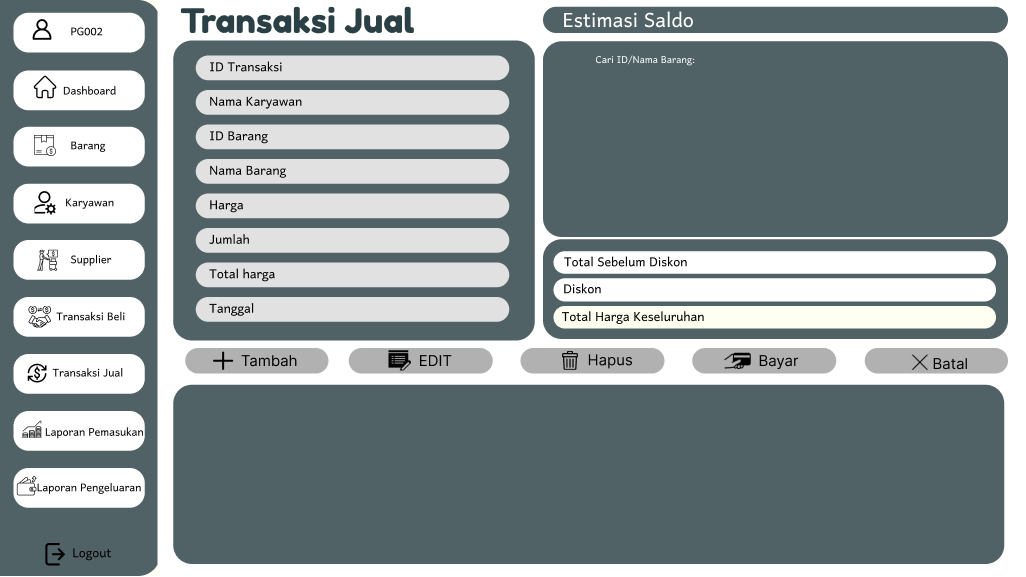 PG002
Dashboard
Barang
Karyawan
Supplier
Transaksi Beli
Transaksi Jual
Laporan Pemasukan
Laporan Pengeluaran
Logout
Transaksi Jual
ID Transaksi
Nama Karyawan
ID Barang
Nama Barang
Harga
Jumlah
Total harga
Tanggal
Estimasi Saldo
Cari ID/Nama Barang:
Total Sebelum Diskon
Diskon
Total Harga Keseluruhan
Tambah
EDIT
Hapus
Bayar
Batal